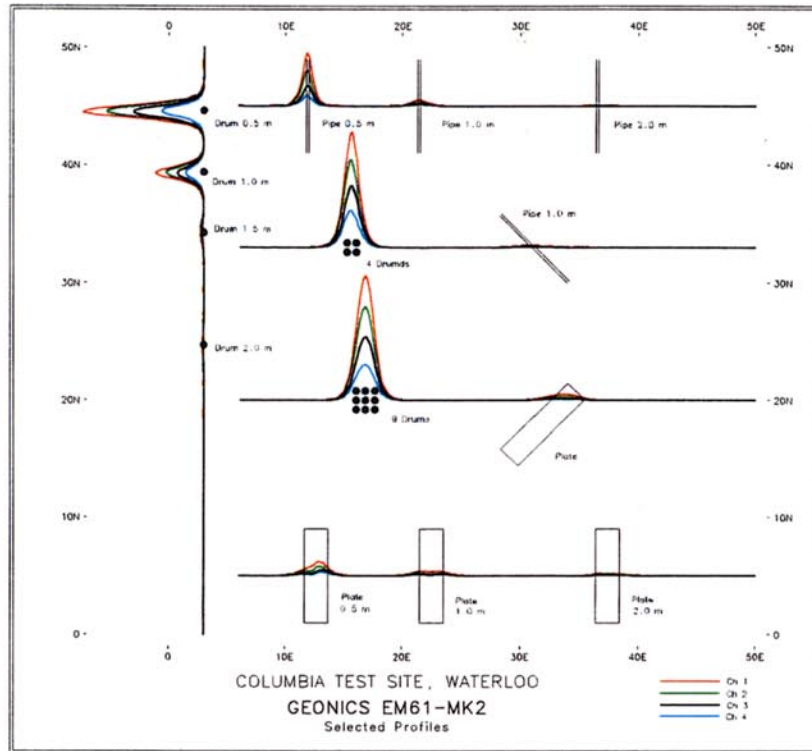 0 10E 20E 30E 40E
50N 50N
Drum 0.5 m Pipe 0.5 m Pipe 1.0 m Pipe 2.0 m
40N 40N
Drum 1.0 m
Pipe 1.0 m
Drum 1.5 m
4 Drumds
30N 30N
Drum 2.0 m
20N 20N
9 Drums
Plate
10N 10N
Plate 0.5 m
Plate 1.0 m
Plate 2.0 m
0 0
0 10E 20E 30E 40E
COLUMBIA TEST SITE, WATERLOO
GEONICS EM61-MK2
Selected Profiles
Ch 1
Ch 2
Ch 3
Ch 4